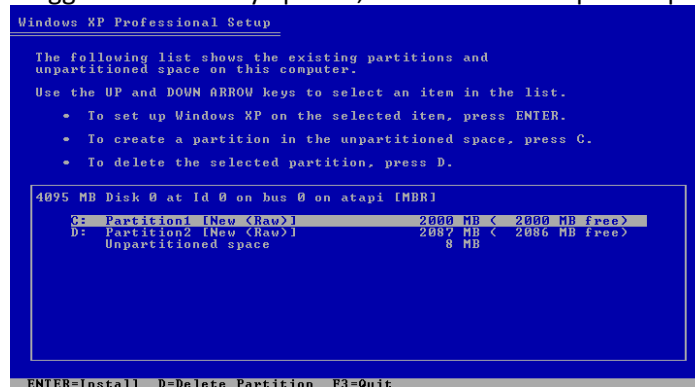 Windows XP Professional Setup
The following list shows the existing partitions and
unpartitioned space on this computer.
Use the UP and DOWN ARROW keys to select an item in the list.
• To set up Windows XP on the selected item, press ENTER.
• To create a partition in the unpartitioned space, press C.
• To delete the selected partition, press D.
4095 MB Disk 0 at Id 0 on bus 0 on atapi [MBR]
C: Partition1 [New (Raw)] 2000 MB ( 2000 MB free)
D: Partition2 [New (Raw)] 2087 MB ( 2086 MB free)
Unpartitioned space 8 MB
ENTER=Install D=Delete Partition F3=Quit